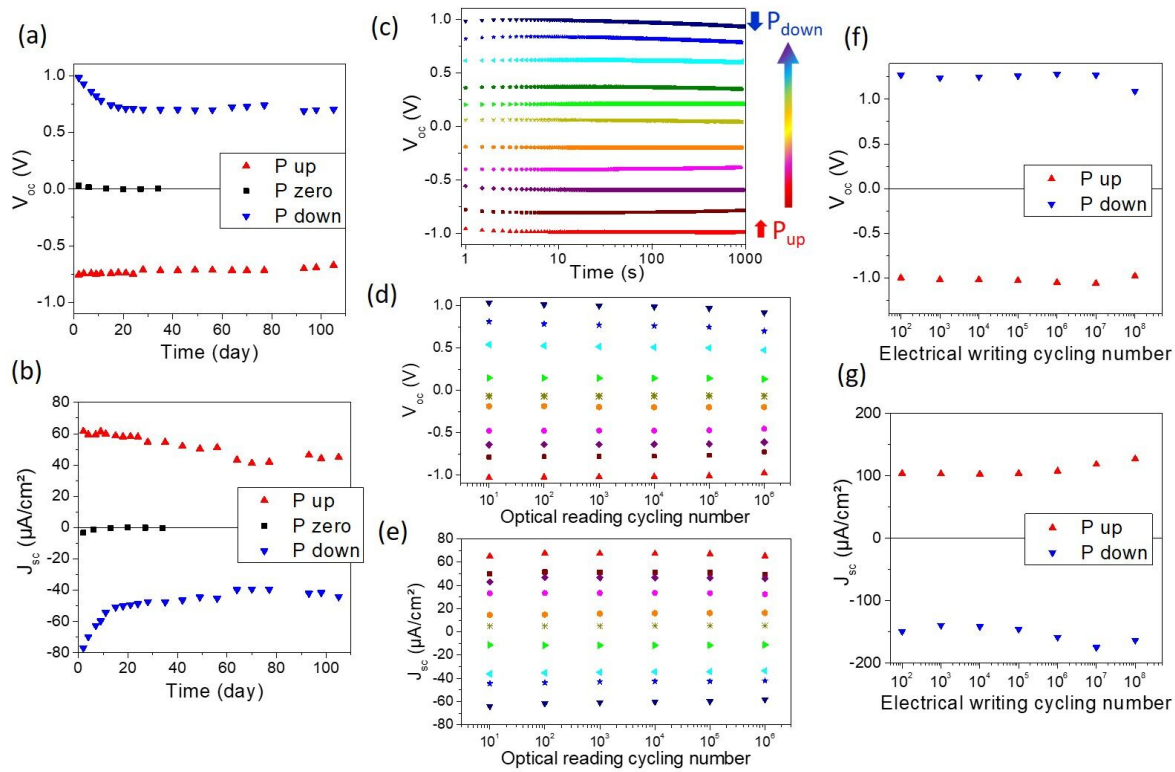 (a)
1.0
0.5
0.0
-0.5
-1.0
V_oc (V)
P up
P zero
P down
0 20 40 60 80 100
Time (day)
(b)
80
60
40
20
0
-20
-40
-60
-80
J_sc (µA/cm²)
P up
P zero
P down
0 20 40 60 80 100
Time (day)
(c)
1.0
0.5
0.0
-0.5
-1.0
V_oc (V)
P_down
P_up
1 10 100 1000
Time (s)
(d)
1.0
0.5
0.0
-0.5
-1.0
V_oc (V)
10¹ 10² 10³ 10⁴ 10⁵ 10⁶
Optical reading cycling number
(e)
80
60
40
20
0
-20
-40
-60
-80
J_sc (µA/cm²)
10¹ 10² 10³ 10⁴ 10⁵ 10⁶
Optical reading cycling number
(f)
1.0
0.5
0.0
-0.5
-1.0
V_oc (V)
P up
P down
10² 10³ 10⁴ 10⁵ 10⁶ 10⁷ 10⁸
Electrical writing cycling number
(g)
200
100
0
-100
-200
J_sc (µA/cm²)
P up
P down
10² 10³ 10⁴ 10⁵ 10⁶ 10⁷ 10⁸
Electrical writing cycling number